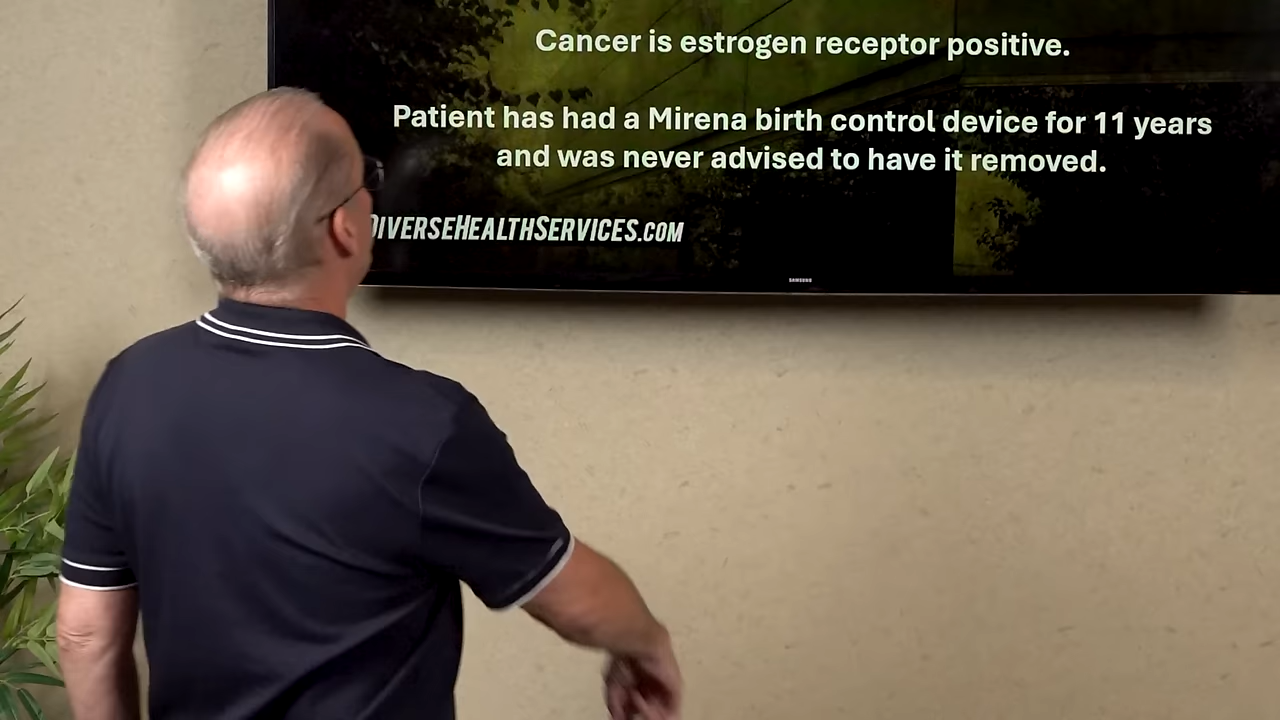 Cancer is estrogen receptor positive.
Patient has had a Mirena birth control device for 11 years
and was never advised to have it removed.
DIVERSEHEALTHSERVICES.COM
SAMSUNG